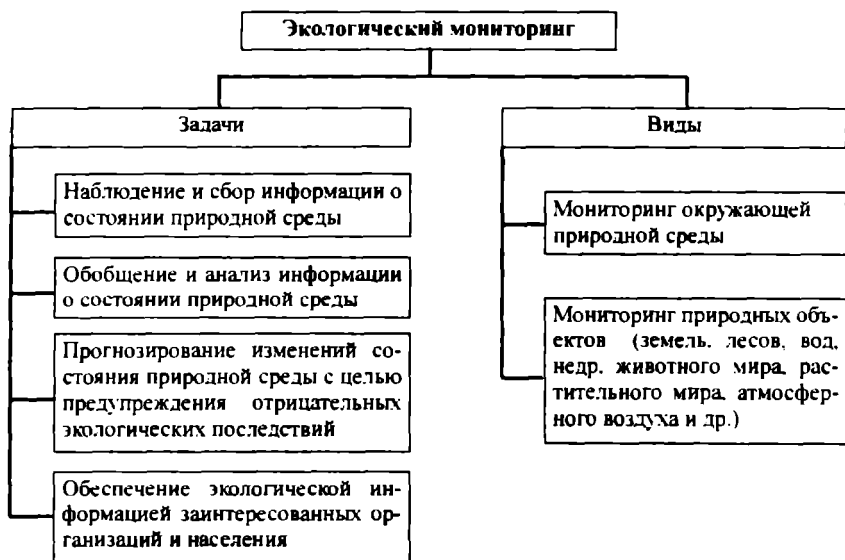 Экологический мониторинг
Задачи
Наблюдение и сбор информации о
состоянии природной среды
Обобщение и анализ информации
о состоянии природной среды
Прогнозирование изменений со-
стояния природной среды с целью
предупреждения отрицательных
экологических последствий
Обеспечение экологической ин-
формацией заинтересованных ор-
ганизаций и населения
Виды
Мониторинг окружающей
природной среды
Мониторинг природных объ-
ектов (земель, лесов, вод,
недр, животного мира, рас-
тительного мира, атмосфер-
ного воздуха и др.)